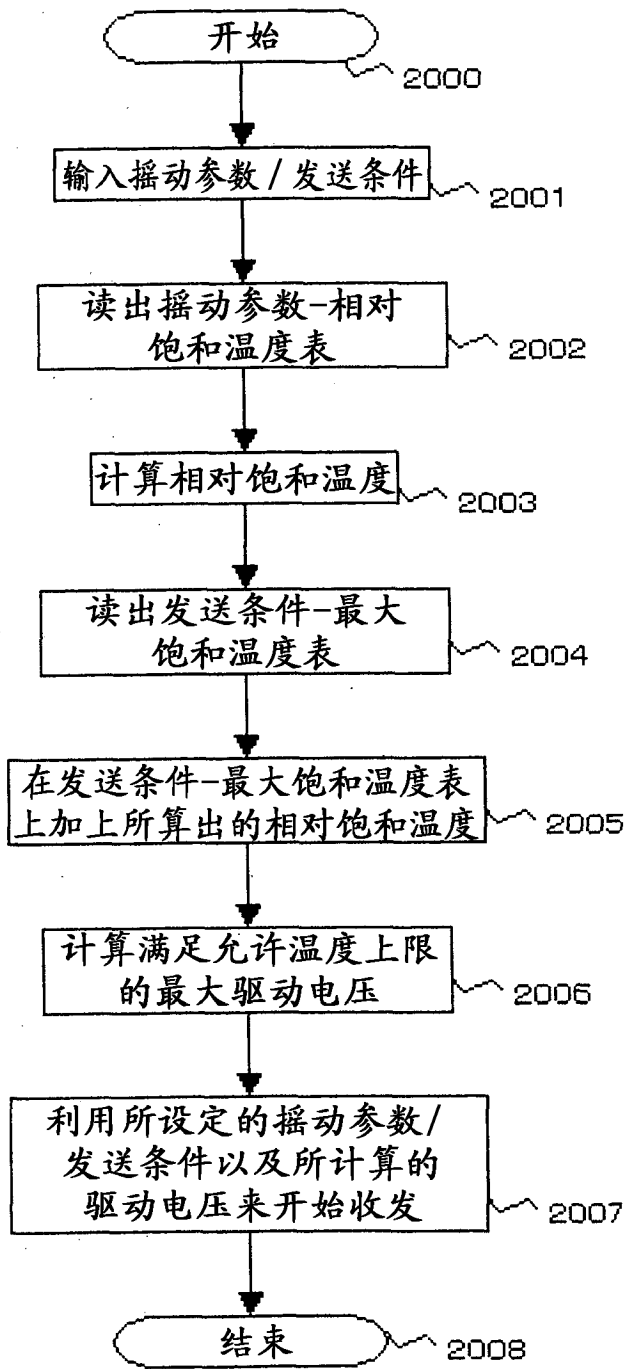 开始
2000
输入摇动参数/发送条件
2001
读出摇动参数-相对
饱和温度表
2002
计算相对饱和温度
2003
读出发送条件-最大
饱和温度表
2004
在发送条件-最大饱和温度表
上加上所算出的相对饱和温度
2005
计算满足允许温度上限
的最大驱动电压
2006
利用所设定的摇动参数/
发送条件以及所计算的
驱动电压来开始收发
2007
结束
2008